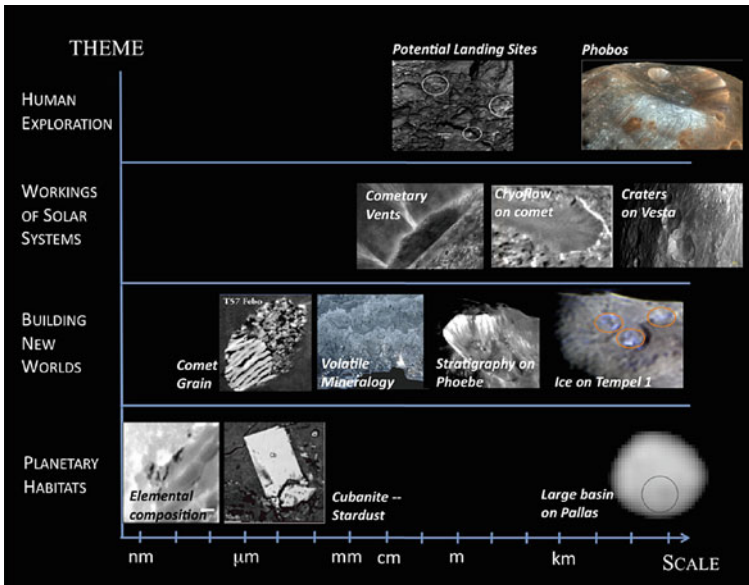 THEME
Potential Landing Sites
Phobos
HUMAN
EXPLORATION
WORKINGS
OF SOLAR
SYSTEMS
Cometary
Vents
Cryoflow
on comet
Craters
on Vesta
BUILDING
NEW
WORLDS
T57 Febo
Comet
Grain
Volatile
Mineralogy
Stratigraphy on
Phoebe
Ice on Tempel 1
PLANETARY
HABITATS
Elemental
composition
Cubanite --
Stardust
Large basin
on Pallas
nm
μm
mm
cm
m
km
SCALE